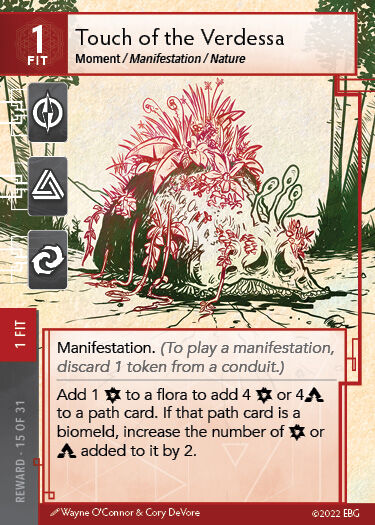 1
FIT
Touch of the Verdessa
Moment / Manifestation / Nature
1 FIT
REWARD - 15 OF 31
Manifestation. (To play a manifestation,
discard 1 token from a conduit.)
Add 1 to a flora to add 4 or 4
to a path card. If that path card is a
biomeld, increase the number of or
added to it by 2.
Wayne O'Connor & Cory DeVore
©2022 EBG